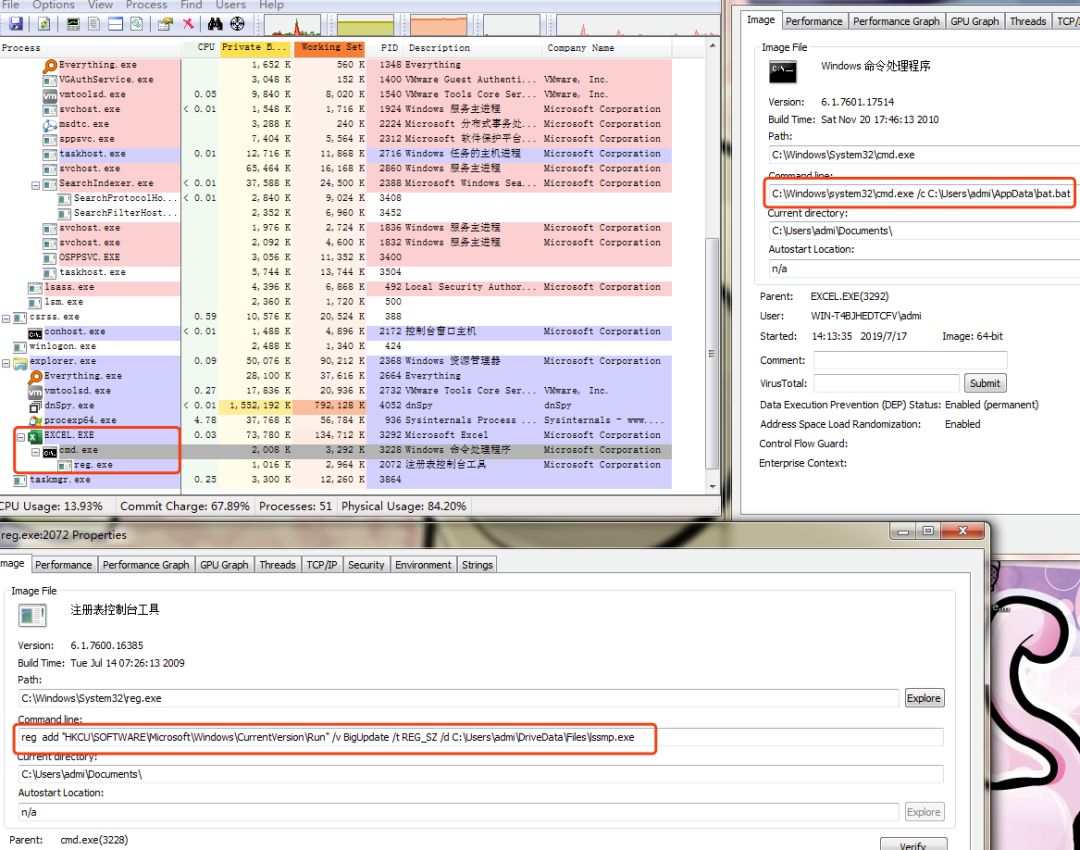 File Options View Process Find Users Help
Process CPU Private B... Working Set PID Description Company Name
Everything.exe 1,652 K 560 K 1348 Everything
VGAuthService.exe 3,048 K 152 K 1400 VMware Guest Authenti... VMware, Inc.
vmtoolsd.exe 0.05 9,840 K 8,020 K 1540 VMware Tools Core Ser... VMware, Inc.
svchost.exe < 0.01 1,548 K 1,716 K 1924 Windows 服务主进程 Microsoft Corporation
msdtc.exe 3,288 K 240 K 2224 Microsoft 分布式事务处... Microsoft Corporation
sppsvc.exe 7,404 K 5,564 K 2312 Microsoft 软件保护平台... Microsoft Corporation
taskhost.exe 0.01 12,716 K 11,868 K 2716 Windows 任务的主机进程 Microsoft Corporation
svchost.exe 65,464 K 16,168 K 2860 Windows 服务主进程 Microsoft Corporation
SearchIndexer.exe < 0.01 37,588 K 24,500 K 2388 Microsoft Windows Sea... Microsoft Corporation
SearchProtocolHo... < 0.01 2,840 K 9,024 K 3408
SearchFilterHost... 2,352 K 6,960 K 3452
svchost.exe 1,976 K 2,724 K 1836 Windows 服务主进程 Microsoft Corporation
svchost.exe 2,092 K 4,600 K 1832 Windows 服务主进程 Microsoft Corporation
OSPPSVC.EXE 3,056 K 11,352 K 3400
taskhost.exe 5,744 K 13,744 K 3504
lsass.exe 4,396 K 6,868 K 492 Local Security Author... Microsoft Corporation
lsm.exe 2,360 K 1,720 K 500
csrss.exe 0.59 10,576 K 20,524 K 388
conhost.exe < 0.01 1,488 K 4,896 K 2172 控制台窗口主机 Microsoft Corporation
winlogon.exe 2,488 K 1,340 K 424
explorer.exe 0.09 50,076 K 90,212 K 2368 Windows 资源管理器 Microsoft Corporation
Everything.exe 28,100 K 37,616 K 2664 Everything
vmtoolsd.exe 0.27 17,836 K 20,936 K 2732 VMware Tools Core Ser... VMware, Inc.
dnSpy.exe < 0.01 1,552,192 K 792,128 K 4052 dnSpy dnSpy
procexp64.exe 4.78 37,768 K 56,784 K 936 Sysinternals Process ... Sysinternals - www....
EXCEL.EXE 0.03 73,780 K 134,712 K 3292 Microsoft Excel Microsoft Corporation
cmd.exe 2,008 K 3,292 K 3228 Windows 命令处理程序 Microsoft Corporation
reg.exe 1,016 K 2,964 K 2072 注册表控制台工具 Microsoft Corporation
taskmgr.exe 0.25 3,300 K 12,260 K 3864
CPU Usage: 13.93% Commit Charge: 67.89% Processes: 51 Physical Usage: 84.20%
Image Performance Performance Graph GPU Graph Threads TCP/I
Image File
Windows 命令处理程序
Version: 6.1.7601.17514
Build Time: Sat Nov 20 17:46:13 2010
Path:
C:\Windows\System32\cmd.exe
Command line:
C:\Windows\system32\cmd.exe /c C:\Users\admi\AppData\bat.bat
Current directory:
C:\Users\admi\Documents\
Autostart Location:
n/a
Parent: EXCEL.EXE(3292)
User: WIN-T4BJHEDTCFV\admi
Started: 14:13:35 2019/7/17 Image: 64-bit
Comment:
VirusTotal: Submit
Data Execution Prevention (DEP) Status: Enabled (permanent)
Address Space Load Randomization: Enabled
Control Flow Guard:
Enterprise Context:
reg.exe:2072 Properties
Image Performance Performance Graph GPU Graph Threads TCP/IP Security Environment Strings
Image File
注册表控制台工具
Version: 6.1.7600.16385
Build Time: Tue Jul 14 07:26:13 2009
Path:
C:\Windows\System32\reg.exe Explore
Command line:
reg add "HKCU\SOFTWARE\Microsoft\Windows\CurrentVersion\Run" /v BigUpdate /t REG_SZ /d C:\Users\admi\DriveData\Files\lssmp.exe
Current directory:
C:\Users\admi\Documents\
Autostart Location:
n/a Explore
Parent: cmd.exe(3228)
Verify